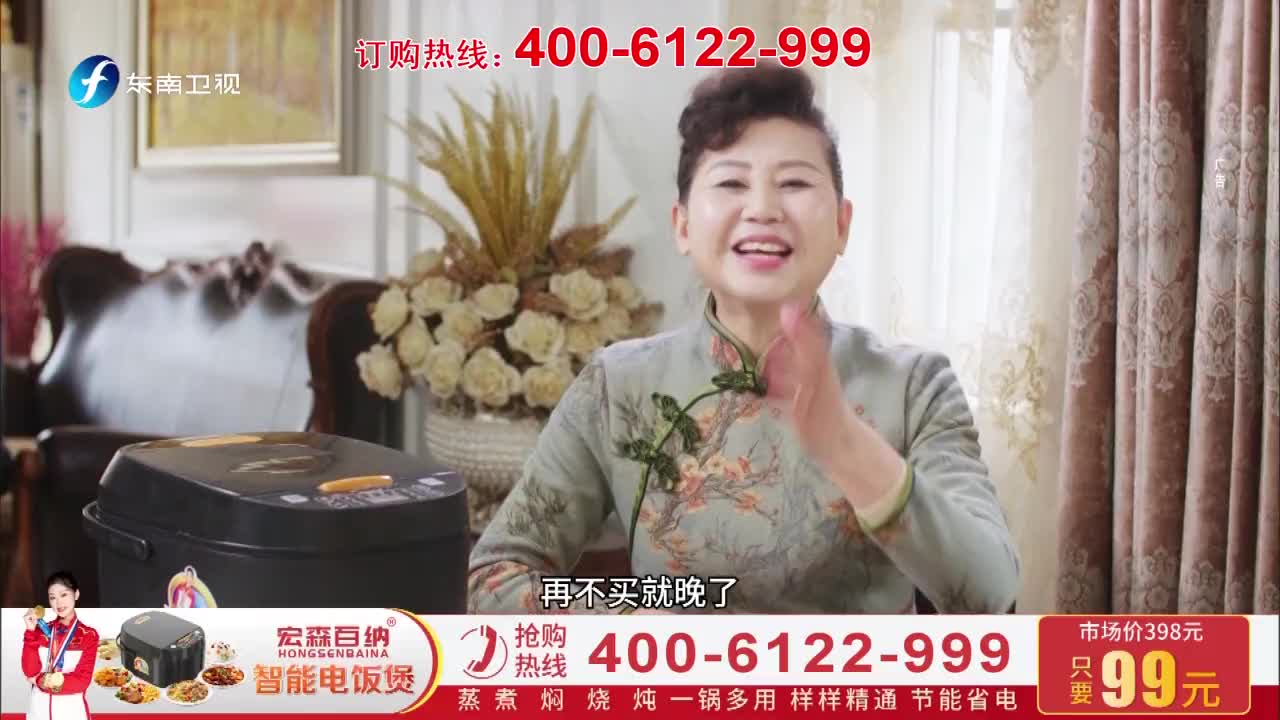 订购热线：400-6122-999
东南卫视
广告
再不买就晚了
宏森百纳®
HONGSENBAINA
智能电饭煲
抢购
热线
400-6122-999
蒸 煮 焖 烧 炖 一锅多用 样样精通 节能省电
市场价398元
只要99元